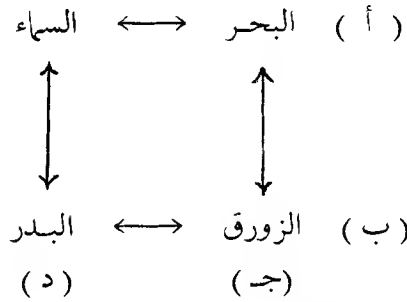 ( أ ) البحر ⟷ السماء
( ب ) الزورق ⟷ البدر
( جـ ) ( د )